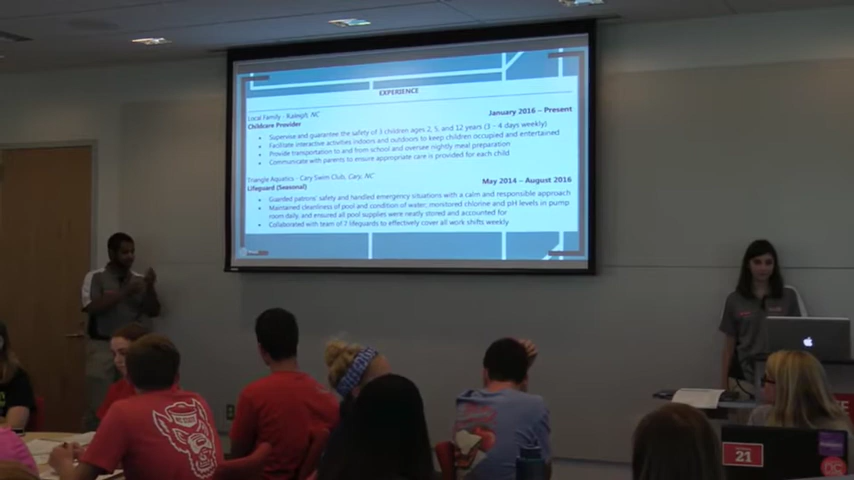 EXPERIENCE
Local Family - Raleigh, NC January 2016 – Present
Childcare Provider
Supervise and guarantee the safety of 3 children ages 2, 5, and 12 years (3 – 4 days weekly)
Facilitate interactive activities indoors and outdoors to keep children occupied and entertained
Provide transportation to and from school and oversee nightly meal preparation
Communicate with parents to ensure appropriate care is provided for each child
Triangle Aquatics - Cary Swim Club, Cary, NC May 2014 – August 2016
Lifeguard (Seasonal)
Guarded patrons' safety and handled emergency situations with a calm and responsible approach
Maintained cleanliness of pool and condition of water; monitored chlorine and pH levels in pump
room daily, and ensured all pool supplies were neatly stored and accounted for
Collaborated with team of 7 lifeguards to effectively cover all work shifts weekly
NC STATE
21